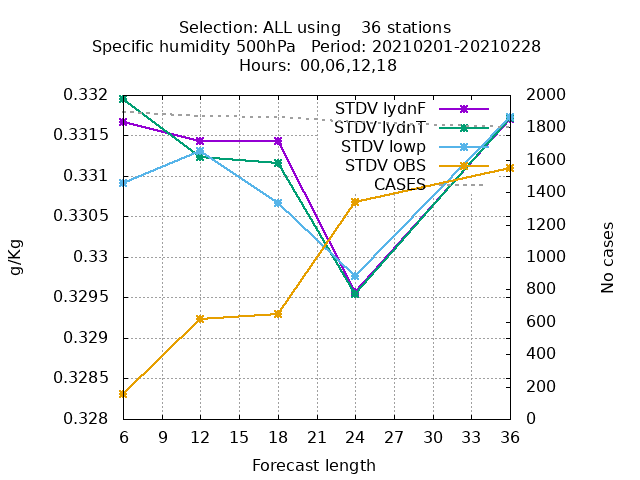 Selection: ALL using    36 stations
Specific humidity 500hPa   Period: 20210201-20210228
Hours: 00,06,12,18
0.332
0.3315
0.331
0.3305
0.33
0.3295
0.329
0.3285
0.328
g/Kg
STDV lydnF
STDV lydnT
STDV lowp
STDV OBS
CASES
2000
1800
1600
1400
1200
1000
800
600
400
200
0
No cases
6 9 12 15 18 21 24 27 30 33 36
Forecast length